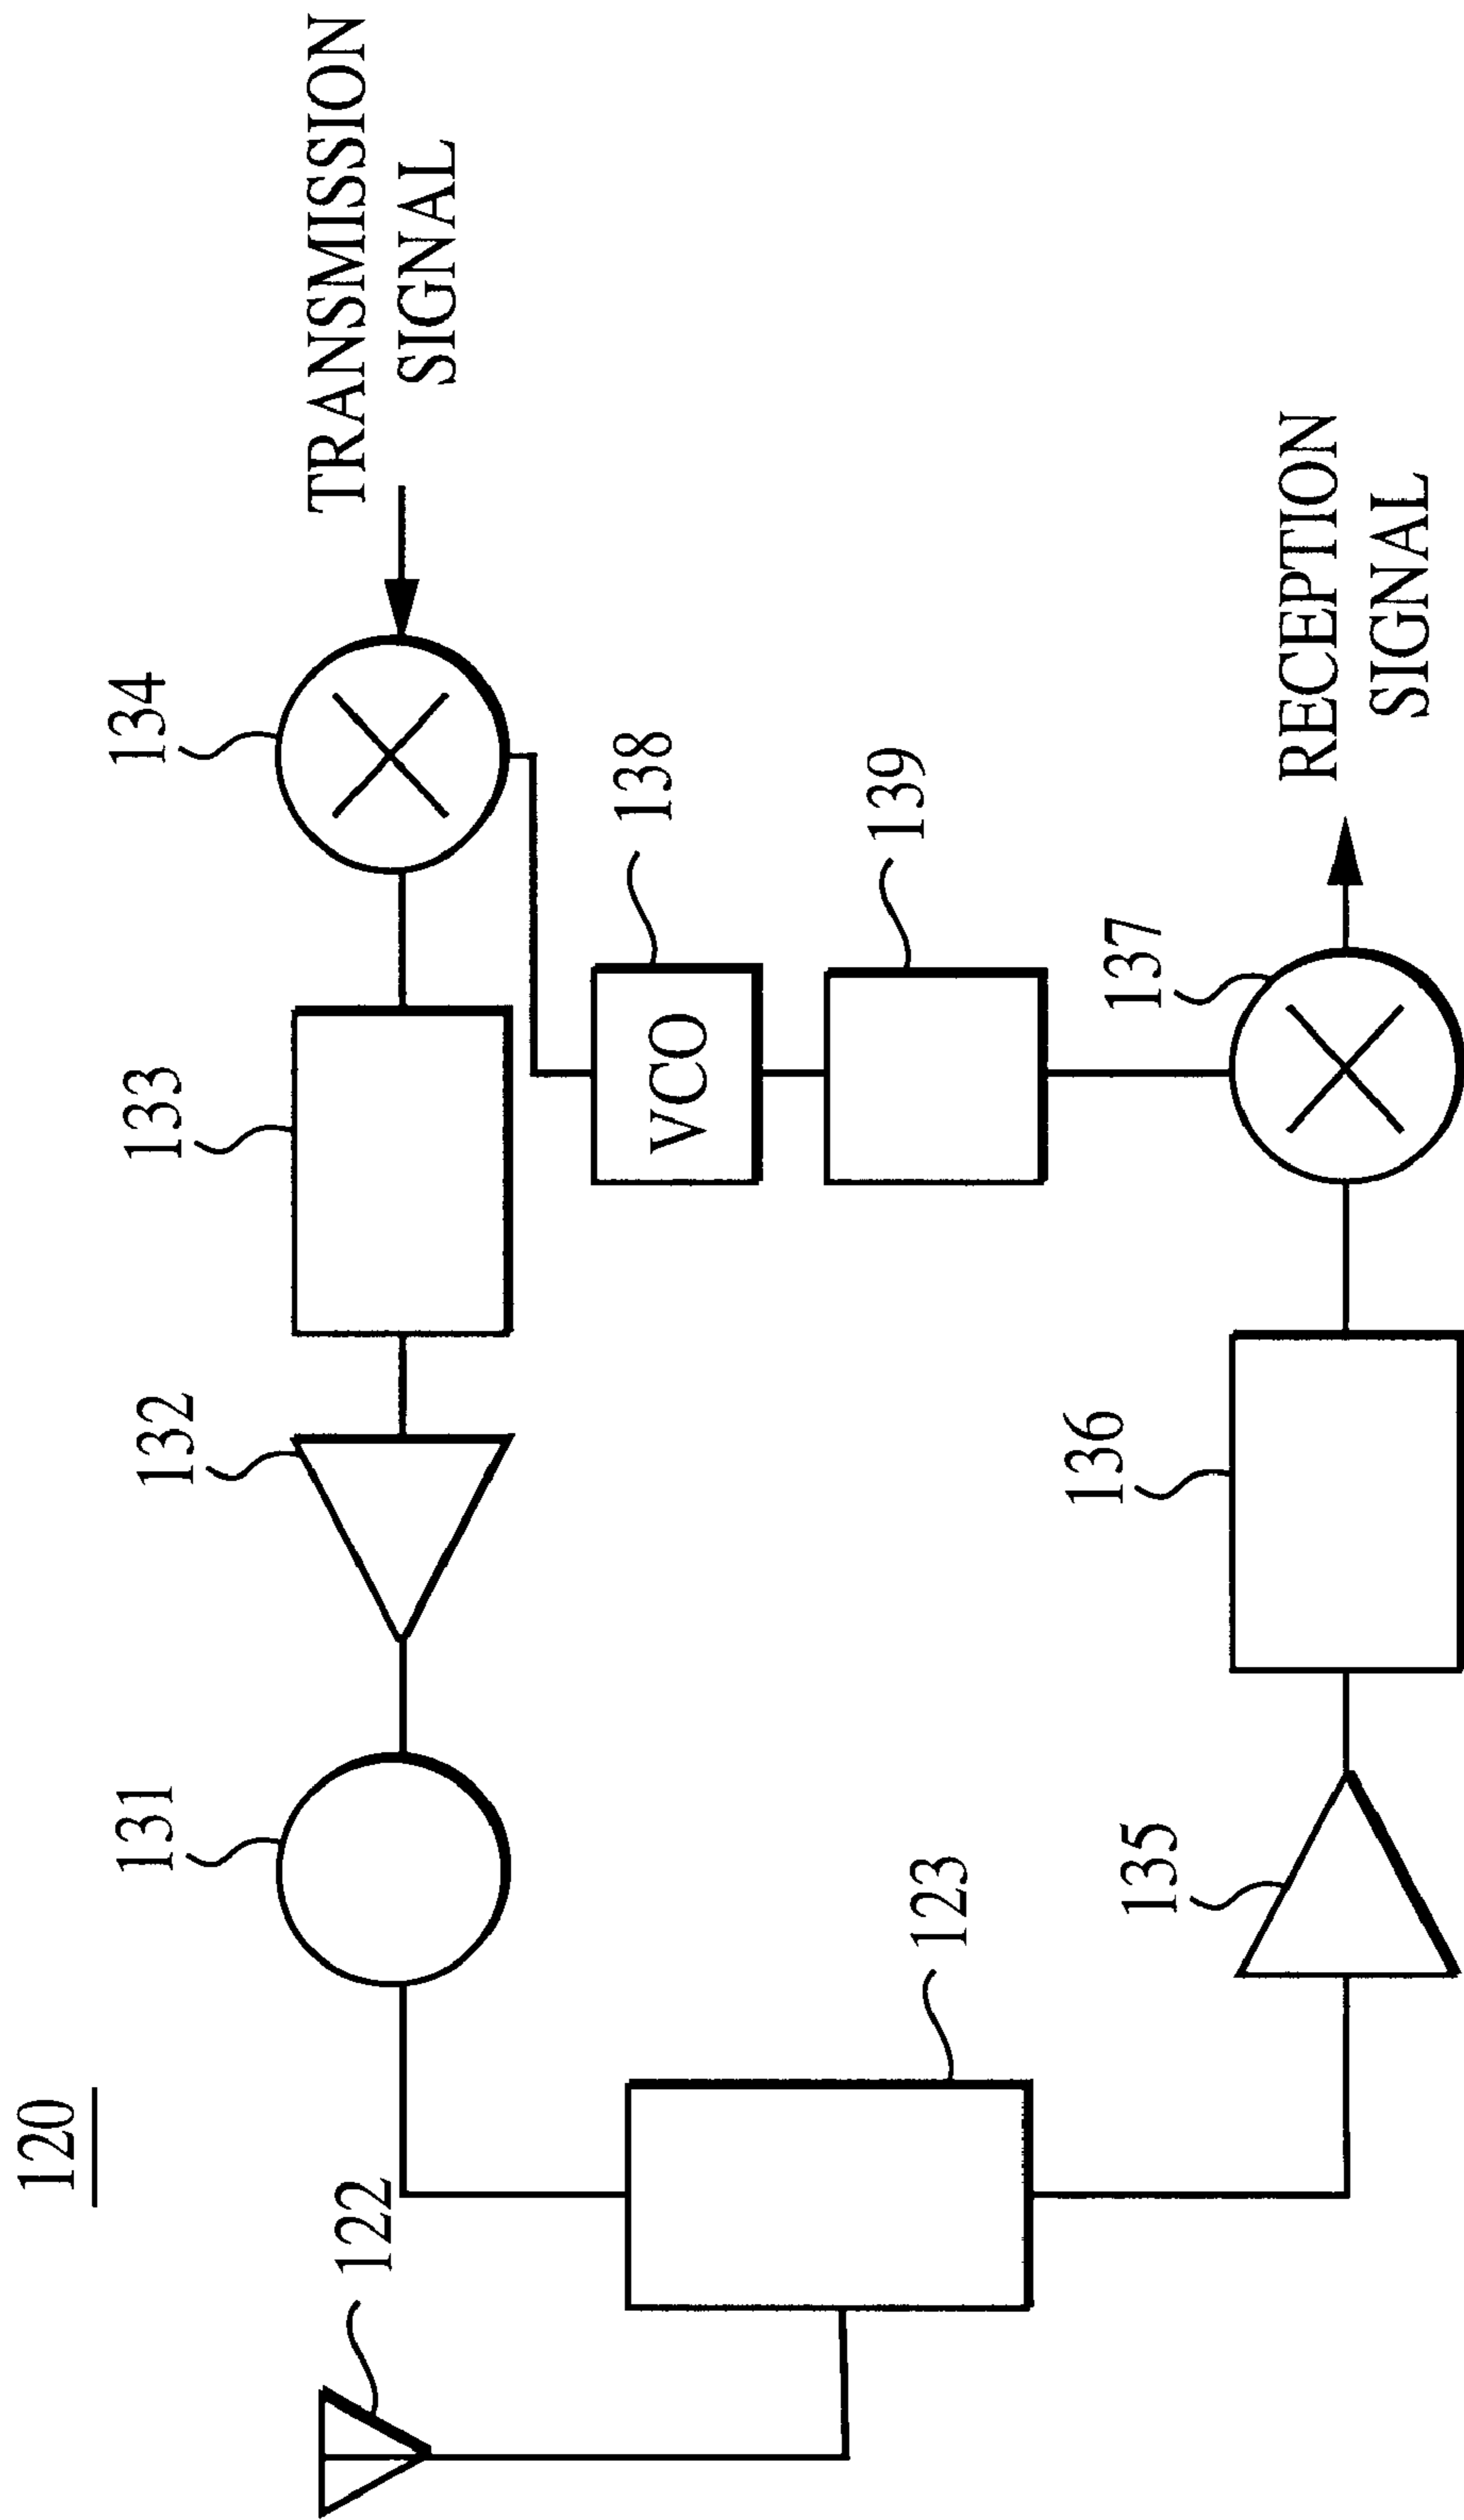 120
122
131
132
133
134
TRANSMISSION
SIGNAL
123
VCO
138
139
135
136
137
RECEPTION
SIGNAL